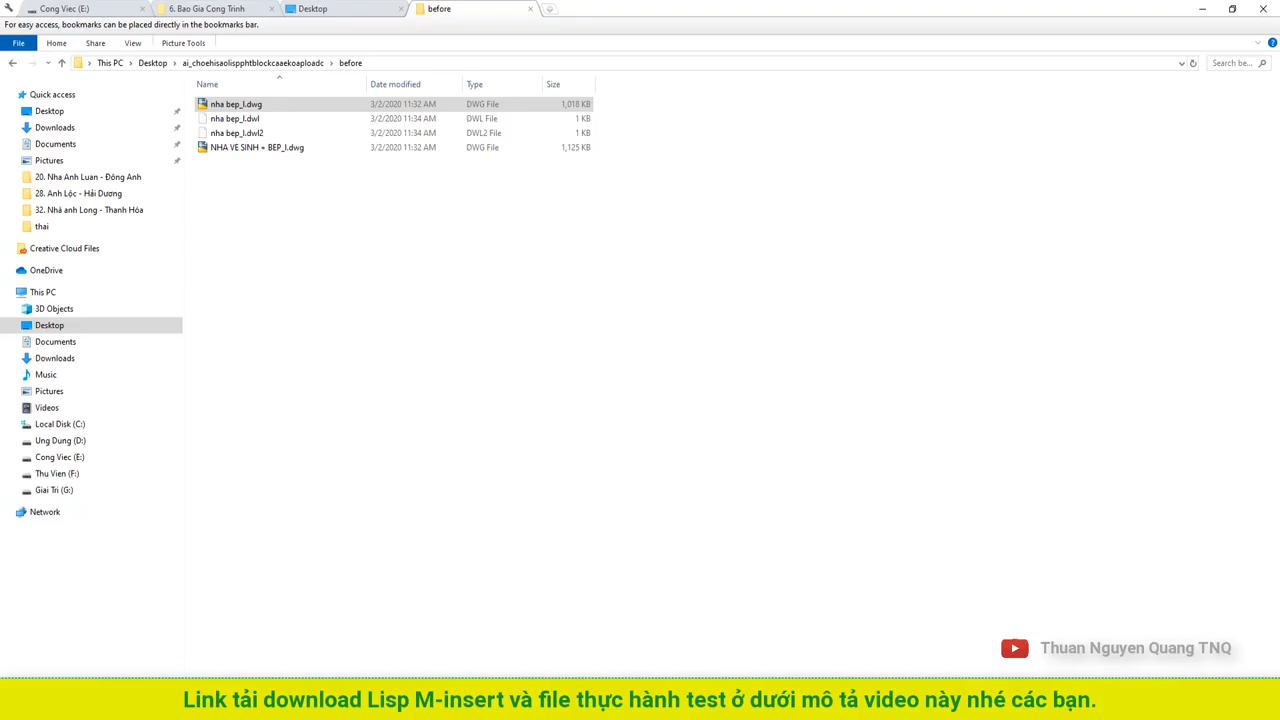 Cong Viec (E:)
6. Bao Gia Cong Trinh
Desktop
before
For easy access, bookmarks can be placed directly in the bookmarks bar.
File Home Share View Picture Tools
This PC > Desktop > ai_choehisaolispphtblockcaaekoaploadc > before
Search be...
Name Date modified Type Size
Quick access
Desktop
Downloads
Documents
Pictures
20. Nha Anh Luan - Đông Anh
28. Anh Lộc - Hải Dương
32. Nhà anh Long - Thanh Hóa
thai
Creative Cloud Files
OneDrive
This PC
3D Objects
Desktop
Documents
Downloads
Music
Pictures
Videos
Local Disk (C:)
Ung Dung (D:)
Cong Viec (E:)
Thu Vien (F:)
Giai Tri (G:)
Network
nha bep_l.dwg 3/2/2020 11:32 AM DWG File 1,018 KB
nha bep_l.dwl 3/2/2020 11:34 AM DWL File 1 KB
nha bep_l.dwl2 3/2/2020 11:34 AM DWL2 File 1 KB
NHA VE SINH + BEP_l.dwg 3/2/2020 11:32 AM DWG File 1,125 KB
Thuan Nguyen Quang TNQ
Link tải download Lisp M-insert và file thực hành test ở dưới mô tả video này nhé các bạn.